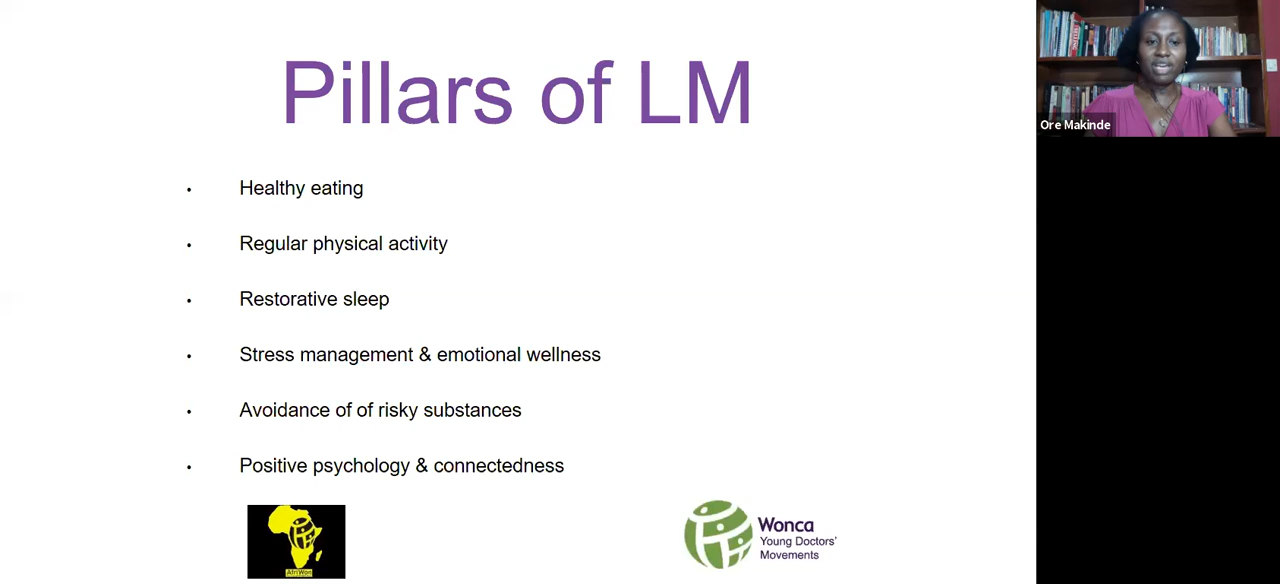 Pillars of LM
Ore Makinde
• Healthy eating
• Regular physical activity
• Restorative sleep
• Stress management & emotional wellness
• Avoidance of of risky substances
• Positive psychology & connectedness
AfriWon
Wonca
Young Doctors'
Movements